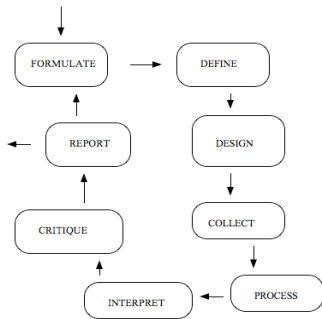 FORMULATE
DEFINE
REPORT
DESIGN
CRITIQUE
COLLECT
INTERPRET
PROCESS